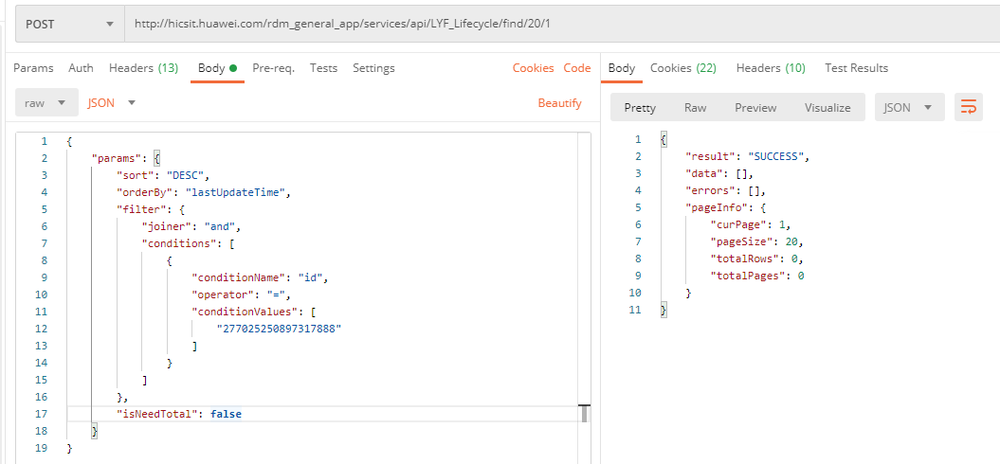 POST http://hicsit.huawei.com/rdm_general_app/services/api/LYF_Lifecycle/find/20/1
Params Auth Headers (13) Body Pre-req. Tests Settings Cookies Code
raw JSON Beautify
1 {
2 "params": {
3 "sort": "DESC",
4 "orderBy": "lastUpdateTime",
5 "filter": {
6 "joiner": "and",
7 "conditions": [
8 {
9 "conditionName": "id",
10 "operator": "=",
11 "conditionValues": [
12 "277025250897317888"
13 ]
14 }
15 ]
16 },
17 "isNeedTotal": false
18 }
19 }
Body Cookies (22) Headers (10) Test Results
Pretty Raw Preview Visualize JSON
1 {
2 "result": "SUCCESS",
3 "data": [],
4 "errors": [],
5 "pageInfo": {
6 "curPage": 1,
7 "pageSize": 20,
8 "totalRows": 0,
9 "totalPages": 0
10 }
11 }